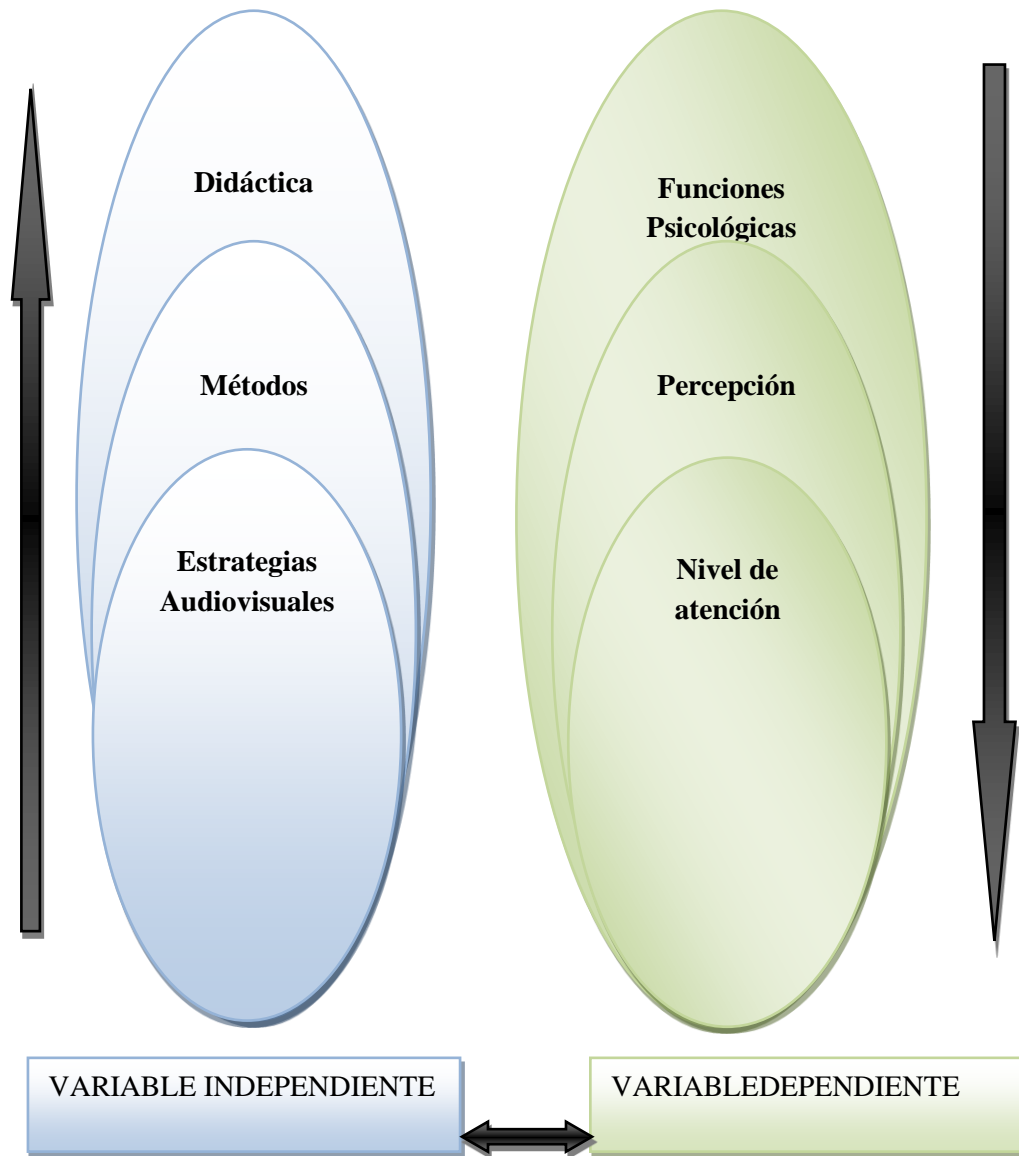 Didáctica
Métodos
Estrategias
Audiovisuales
Funciones
Psicológicas
Percepción
Nivel de
atención
VARIABLE INDEPENDIENTE
VARIABLEDEPENDIENTE